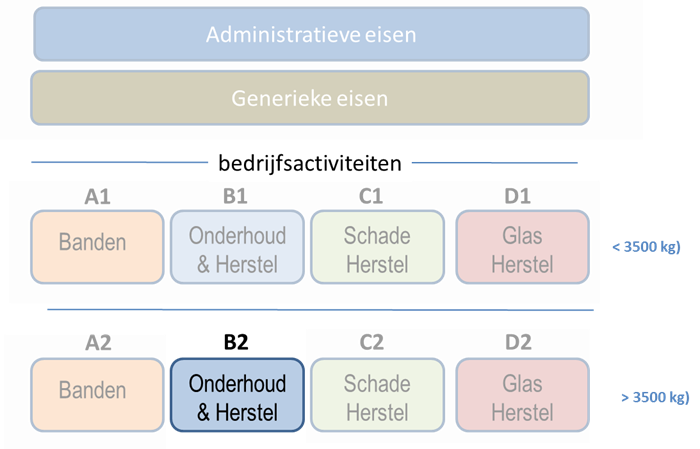 Administratieve eisen
Generieke eisen
bedrijfsactiviteiten
A1 B1 C1 D1
Banden
Onderhoud
& Herstel
Schade
Herstel
Glas
Herstel
< 3500 kg)
A2 B2 C2 D2
Banden
Onderhoud
& Herstel
Schade
Herstel
Glas
Herstel
> 3500 kg)